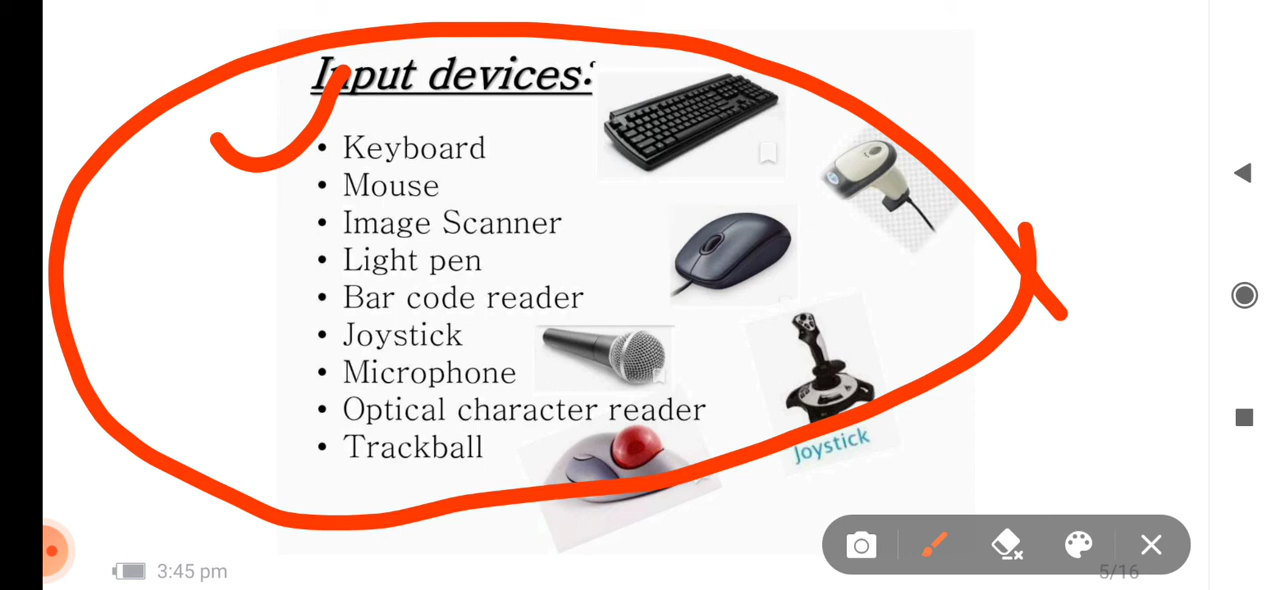 Input devices:
• Keyboard
• Mouse
• Image Scanner
• Light pen
• Bar code reader
• Joystick
• Microphone
• Optical character reader
• Trackball
Joystick
3:45 pm
5/16